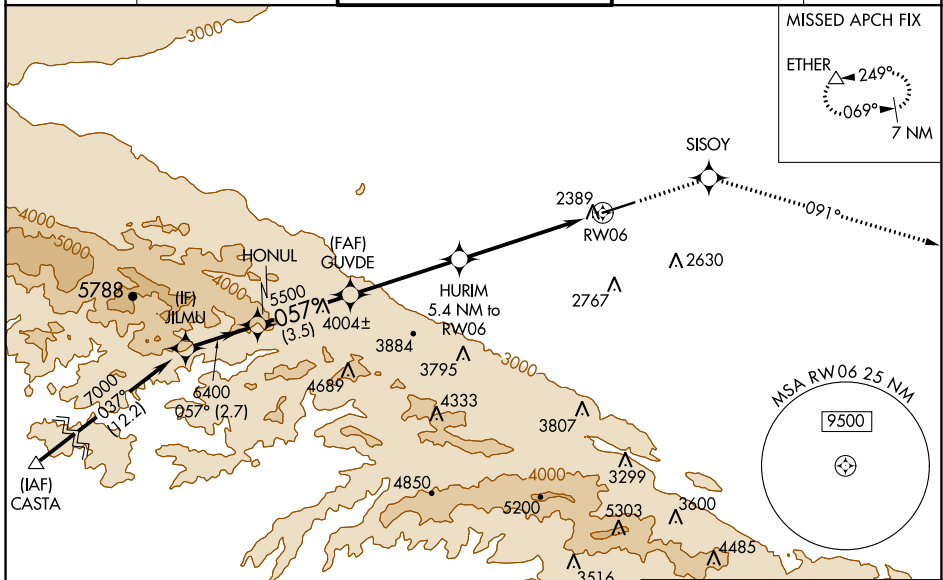 3000
MISSED APCH FIX
ETHER
249°
069°
7 NM
SISOY
2389
RW06
091°
4000
5000
HONUL
(FAF)
GUVDE
5788
4000
5500
(IF)
JILMU
057°
(3.5)
4004±
HURIM
5.4 NM to
RW06
2630
2767
3884
3795
3000
4689
6400
057° (2.7)
7000
037°
(12.2)
4333
3807
MSA RW06 25 NM
9500
(IAF)
CASTA
3299
4850
4000
5200
5303
3600
4485
3516